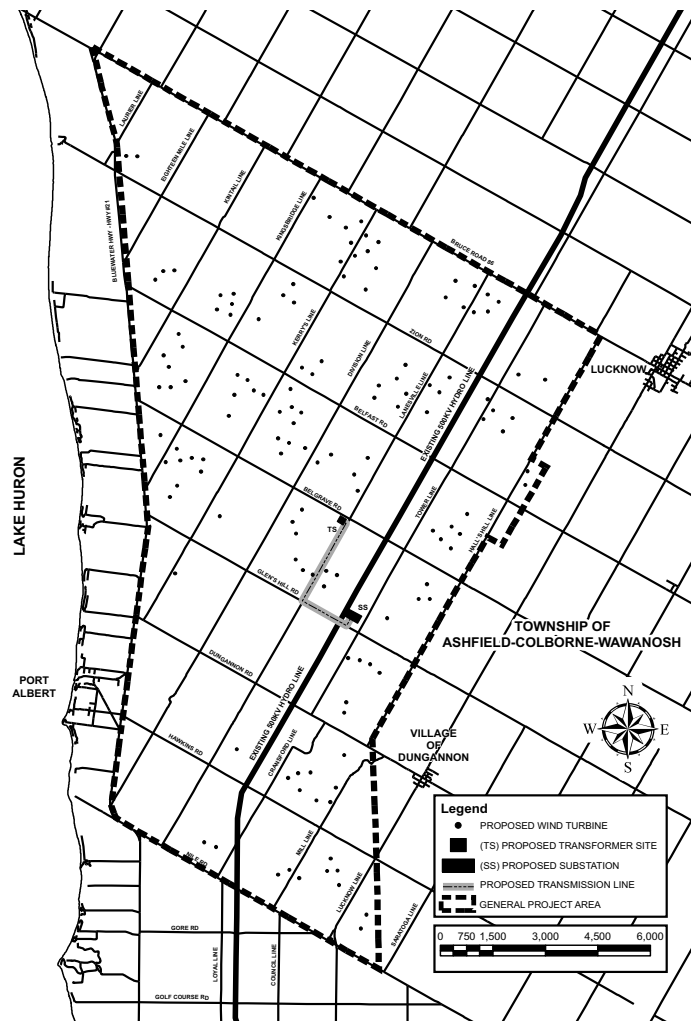 LAURIER LINE
EIGHTEEN MILE LINE
KINTAIL LINE
KINGSBRIDGE LINE
BLUEWATER HWY - HWY#21
BRUCE ROAD 86
ZION RD
KERRY'S LINE
DIVISION LINE
LANESVILLE LINE
BELFAST RD
EXISTING 500KV HYDRO LINE
LUCKNOW
LAKE HURON
BELGRAVE RD
TS
TOWER LINE
HALL'S HILL LINE
GLEN'S HILL RD
SS
TOWNSHIP OF
ASHFIELD-COLBORNE-WAWANOSH
DUNGANNON RD
PORT
ALBERT
EXISTING 500KV HYDRO LINE
HAWKINS RD
CRANSFORD LINE
VILLAGE
OF
DUNGANNON
N
W
E
S
MILL LINE
NILE RD
LUCKNOW LINE
SARATOGA LINE
GORE RD
LOYAL LINE
COUNCIL LINE
GOLF COURSE RD
Legend
PROPOSED WIND TURBINE
(TS) PROPOSED TRANSFORMER SITE
(SS) PROPOSED SUBSTATION
PROPOSED TRANSMISSION LINE
GENERAL PROJECT AREA
0 750 1,500 3,000 4,500 6,000